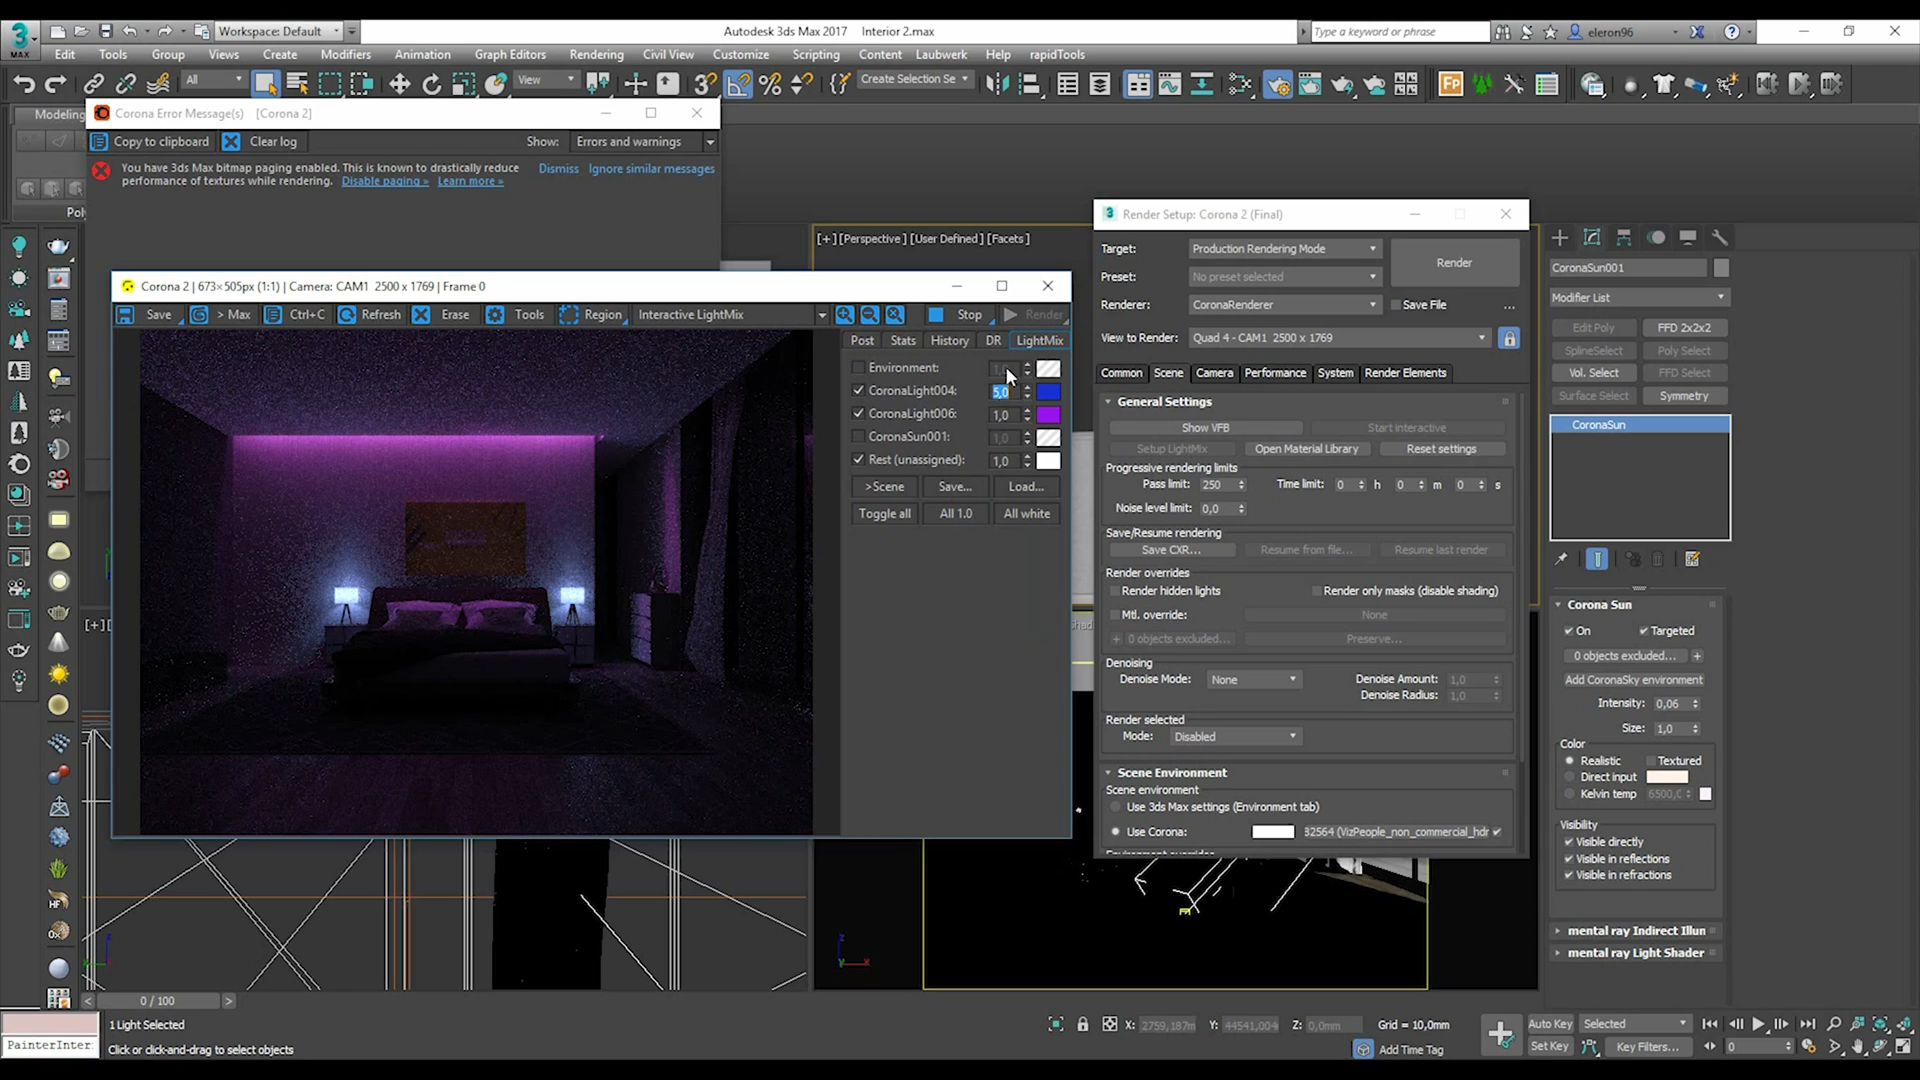 Workspace: Default
Autodesk 3ds Max 2017 Interior 2.max
Type a keyword or phrase
eleron96
MAX
Edit Tools Group Views Create Modifiers Animation Graph Editors Rendering Civil View Customize Scripting Content Laubwerk Help rapidTools
All
View
Create Selection Se
Modeling
Corona Error Message(s) [Corona 2]
Copy to clipboard Clear log Show: Errors and warnings
You have 3ds Max bitmap paging enabled. This is known to drastically reduce
performance of textures while rendering. Disable paging » Learn more »
Dismiss Ignore similar messages
[+] [Perspective] [User Defined] [Facets]
Corona 2 | 673×505px (1:1) | Camera: CAM1 2500 x 1769 | Frame 0
Save > Max Ctrl+C Refresh Erase Tools Region Interactive LightMix Stop Render
Post Stats History DR LightMix
Environment:
CoronaLight004: 5,0
CoronaLight006: 1,0
CoronaSun001: 1,0
Rest (unassigned): 1,0
>Scene Save... Load...
Toggle all All 1.0 All white
Render Setup: Corona 2 (Final)
Target: Production Rendering Mode
Render
Preset: No preset selected
Renderer: CoronaRenderer Save File ...
View to Render: Quad 4 - CAM1 2500 x 1769
Common Scene Camera Performance System Render Elements
General Settings
Show VFB Start interactive
Setup LightMix Open Material Library Reset settings
Progressive rendering limits
Pass limit: 250 Time limit: 0 h 0 m 0 s
Noise level limit: 0,0
Save/Resume rendering
Save CXR... Resume from file... Resume last render
Render overrides
Render hidden lights Render only masks (disable shading)
Mtl. override: None
0 objects excluded... Preserve...
Denoising
Denoise Mode: None Denoise Amount: 1,0
Denoise Radius: 1,0
Render selected
Mode: Disabled
Scene Environment
Scene environment
Use 3ds Max settings (Environment tab)
Use Corona: 32564 (VizPeople_non_commercial_hdr
CoronaSun001
Modifier List
Edit Poly FFD 2x2x2
SplineSelect Poly Select
Vol. Select FFD Select
Surface Select Symmetry
CoronaSun
Corona Sun
On Targeted
0 objects excluded... +
Add CoronaSky environment
Intensity: 0,06
Size: 1,0
Color
Realistic Textured
Direct input
Kelvin temp 6500,0
Visibility
Visible directly
Visible in reflections
Visible in refractions
mental ray Indirect Illun
mental ray Light Shader
0 / 100
1 Light Selected
PainterInter:
Click or click-and-drag to select objects
X: 2759,187m Y: 44541,004 Z: 0,0mm Grid = 10,0mm
Add Time Tag
Auto Key Selected
Set Key Key Filters... 0